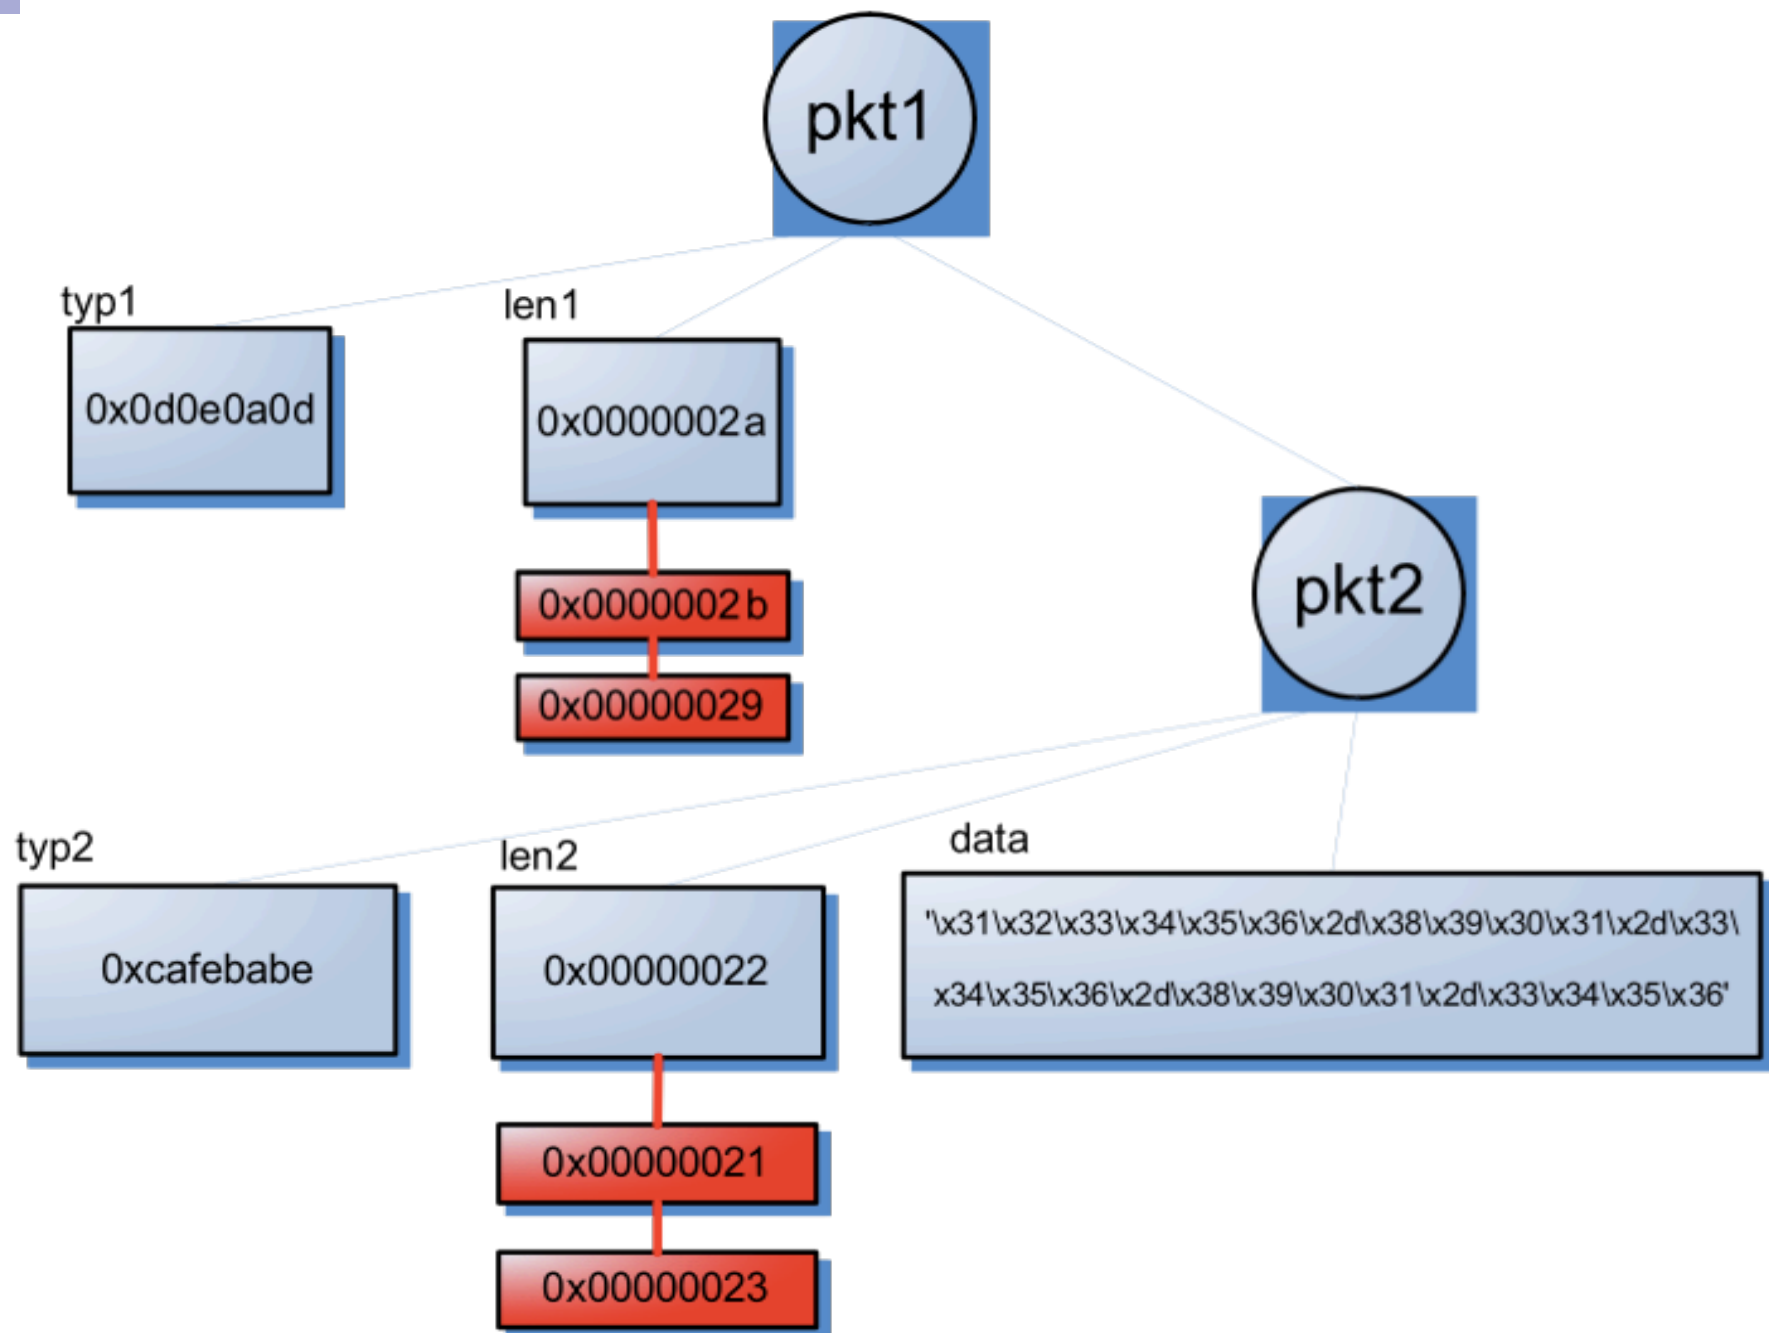 pkt1
typ1
len1
0x0d0e0a0d
0x0000002a
0x0000002b
0x00000029
pkt2
typ2
len2
data
0xcafebabe
0x00000022
'\x31\x32\x33\x34\x35\x36\x2d\x38\x39\x30\x31\x2d\x33\
x34\x35\x36\x2d\x38\x39\x30\x31\x2d\x33\x34\x35\x36'
0x00000021
0x00000023